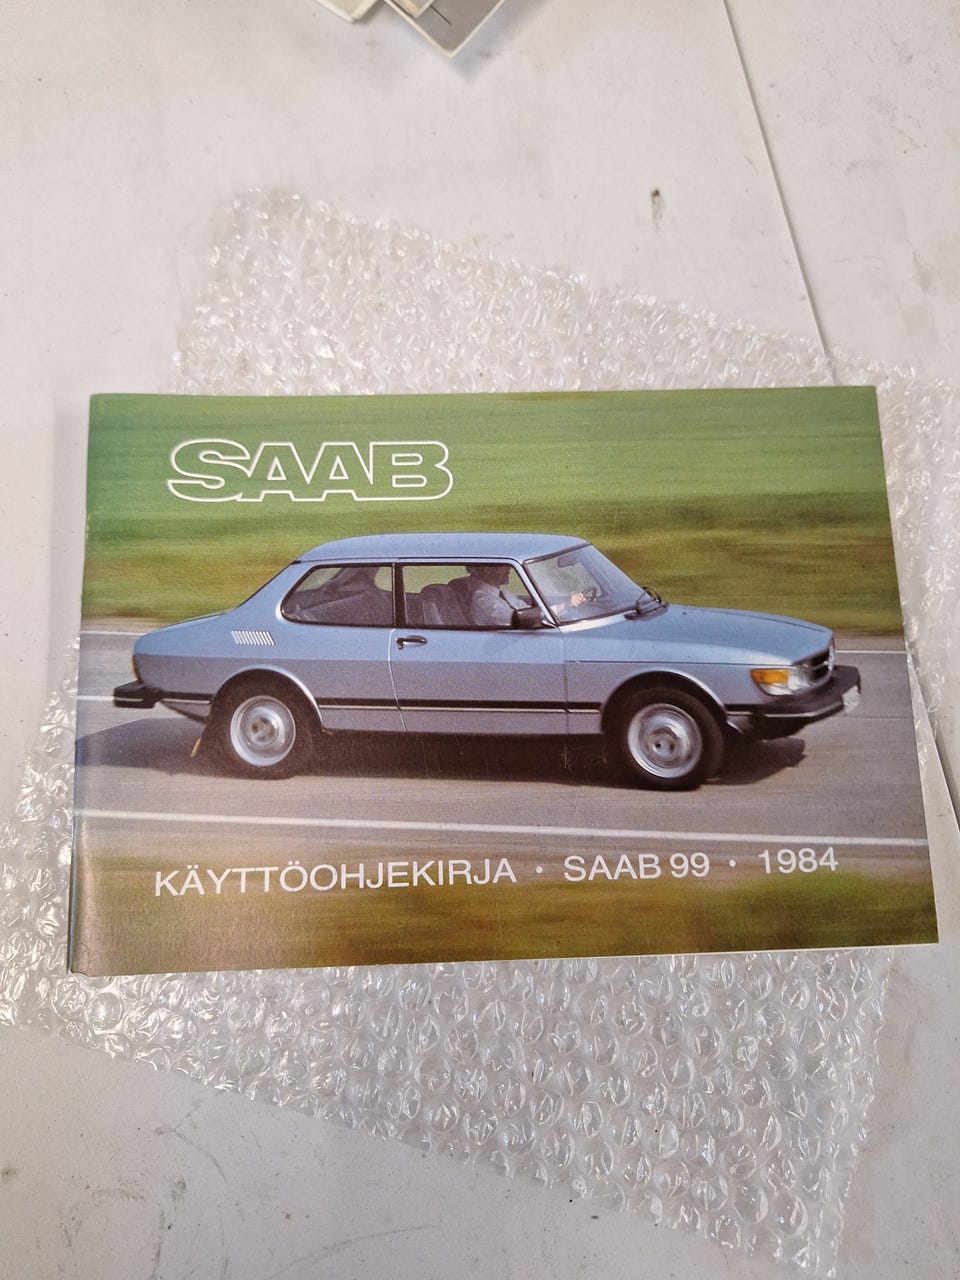 SAAB
KÄYTTÖOHJEKIRJA · SAAB 99 · 1984